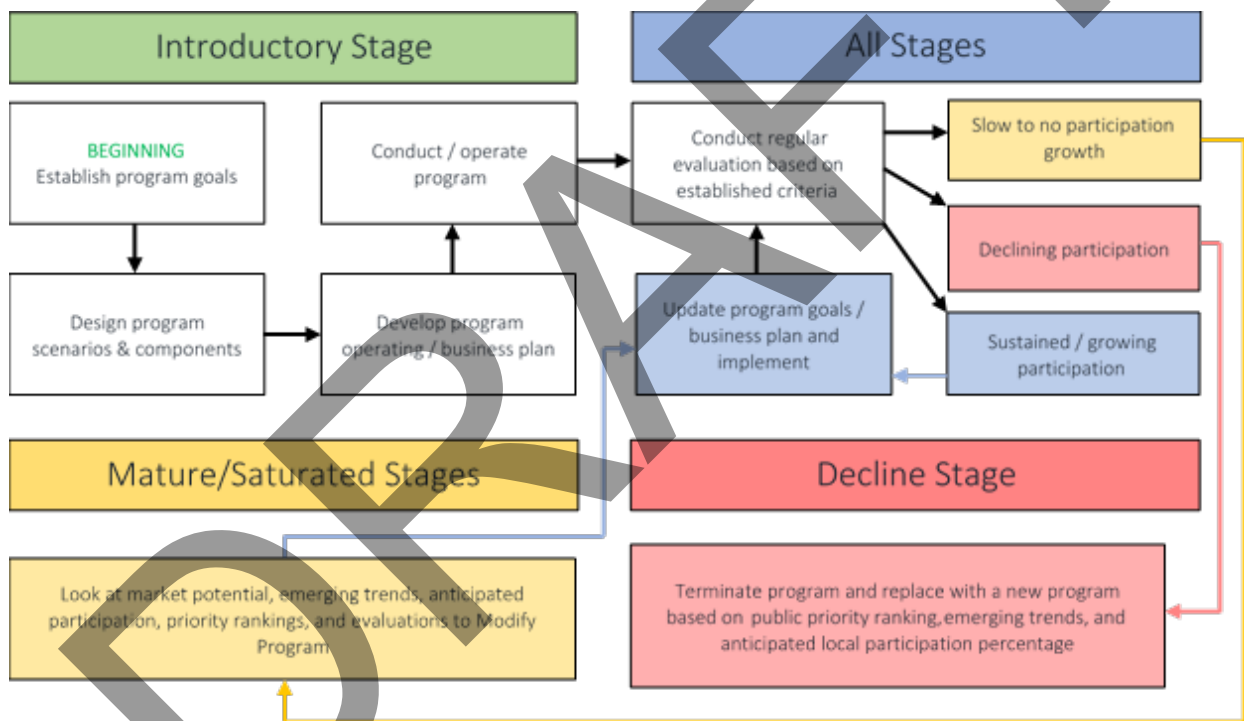 Introductory Stage
All Stages
BEGINNING
Establish program goals
Conduct / operate
program
Conduct regular
evaluation based on
established criteria
Slow to no participation
growth
Declining participation
Design program
scenarios & components
Develop program
operating / business plan
Update program goals /
business plan and
implement
Sustained / growing
participation
Mature/Saturated Stages
Decline Stage
Look at market potential, emerging trends, anticipated
participation, priority rankings, and evaluations to Modify
Program
Terminate program and replace with a new program
based on public priority ranking, emerging trends, and
anticipated local participation percentage
DRAFT